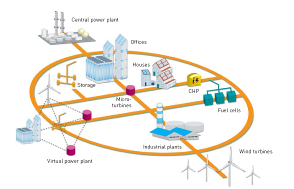 Central power plant
Offices
Houses
Storage
Micro-
turbines
CHP
Fuel cells
Industrial plants
Virtual power plant
Wind turbines